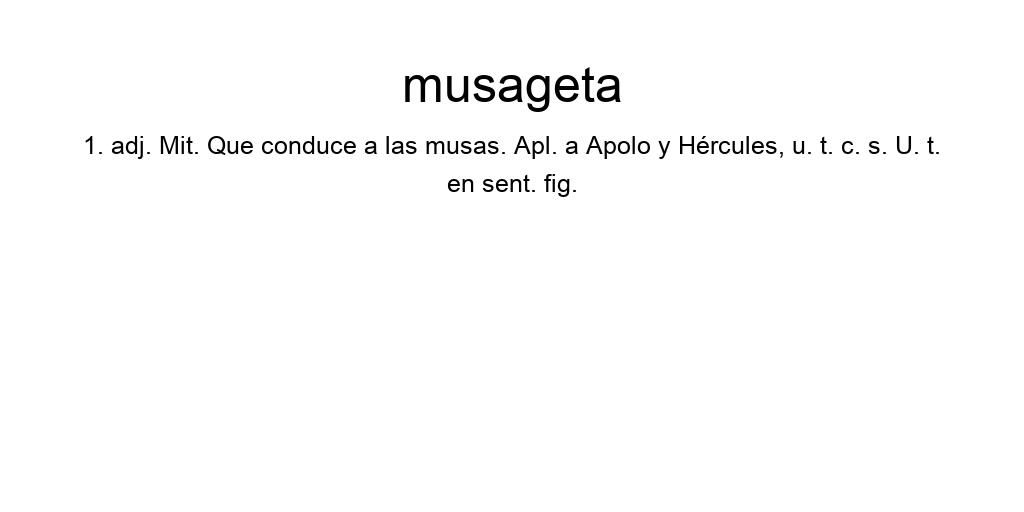 musageta
1. adj. Mit. Que conduce a las musas. Apl. a Apolo y Hércules, u. t. c. s. U. t.
en sent. fig.